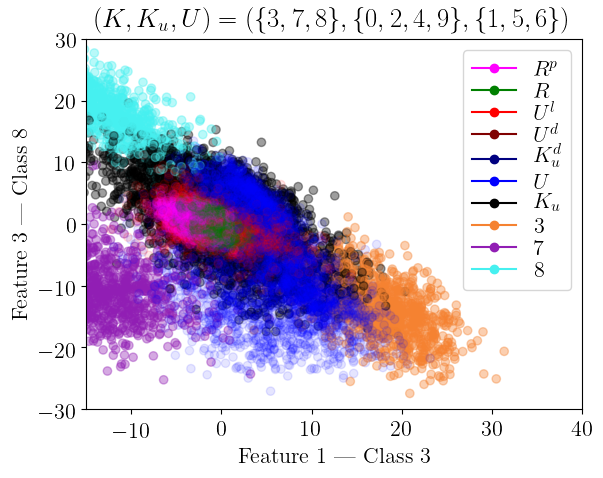 (K, K_u, U) = ({3, 7, 8}, {0, 2, 4, 9}, {1, 5, 6})
30
20
10
0
−10
−20
−30
−10
0
10
20
30
40
Feature 3 — Class 8
Feature 1 — Class 3
R^p
R
U^l
U^d
K_u^d
U
K_u
3
7
8